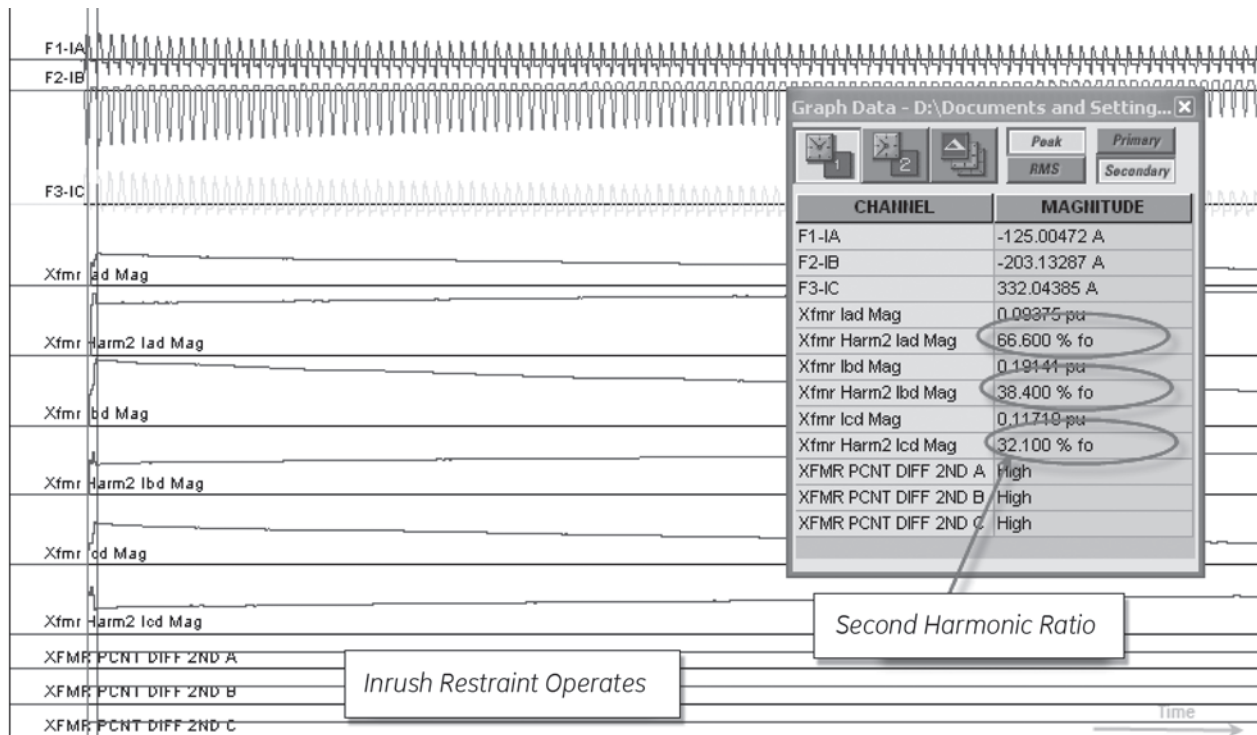 F1-IA
F2-IB
F3-IC
Xfmr Iad Mag
Xfmr Harm2 Iad Mag
Xfmr Ibd Mag
Xfmr Harm2 Ibd Mag
Xfmr Icd Mag
Xfmr Harm2 Icd Mag
XFMR PCNT DIFF 2ND A
XFMR PCNT DIFF 2ND B
XFMR PCNT DIFF 2ND C
Inrush Restraint Operates
Graph Data - D:\Documents and Setting...
1
2
Peak
Primary
RMS
Secondary
CHANNEL MAGNITUDE
F1-IA -125.00472 A
F2-IB -203.13287 A
F3-IC 332.04385 A
Xfmr Iad Mag 0.09375 pu
Xfmr Harm2 Iad Mag 66.600 % fo
Xfmr Ibd Mag 0.19141 pu
Xfmr Harm2 Ibd Mag 38.400 % fo
Xfmr Icd Mag 0.11719 pu
Xfmr Harm2 Icd Mag 32.100 % fo
XFMR PCNT DIFF 2ND A High
XFMR PCNT DIFF 2ND B High
XFMR PCNT DIFF 2ND C High
Second Harmonic Ratio
Time